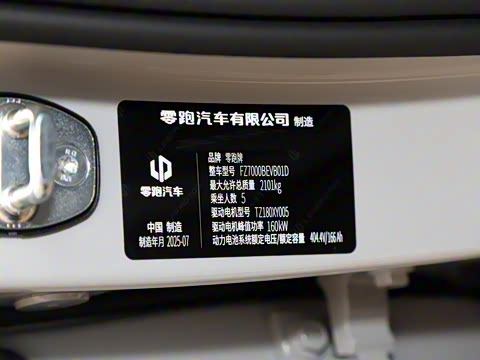 零跑汽车有限公司 制造
零跑汽车
中国 制造
制造年月 2025-07
品牌 零跑牌
整车型号 FZ7000BEVB01D
最大允许总质量 2101kg
乘坐人数 5
驱动电机型号 TZ180XY005
驱动电机峰值功率 160kW
动力电池系统额定电压/额定容量 404.4V/166Ah